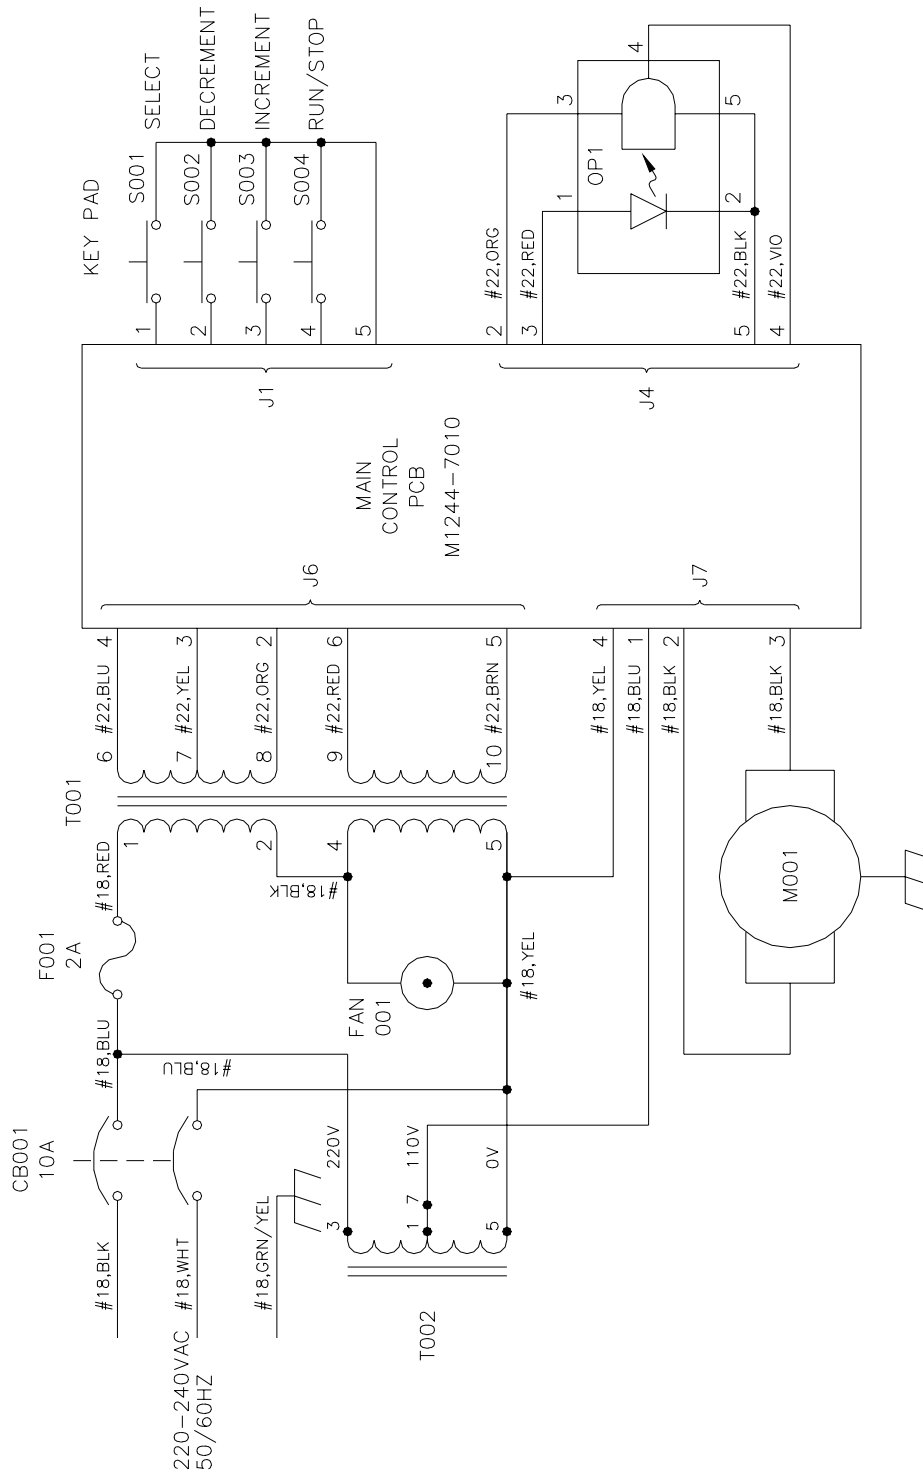 KEY PAD
S001
SELECT
S002
DECREMENT
S003
INCREMENT
S004
RUN/STOP
1
2
3
4
5
J1
#22,ORG
#22,RED
#22,BLK
#22,VIO
2
3
5
4
J4
OP1
1
3
2
5
4
MAIN
CONTROL
PCB
M1244-7010
J6
J7
6
#22,BLU
4
7
#22,YEL
3
8
#22,ORG
2
9
#22,RED
6
10
#22,BRN
5
#18,YEL
4
#18,BLU
1
#18,BLK
2
#18,BLK
3
T001
1
2
4
5
#18,RED
#18,BLK
F001
2A
FAN
001
#18,YEL
M001
#18,BLU
#18,BLU
CB001
10A
3
220V
1
7
110V
5
0V
#18,BLK
#18,WHT
#18,GRN/YEL
T002
220-240VAC
50/60HZ